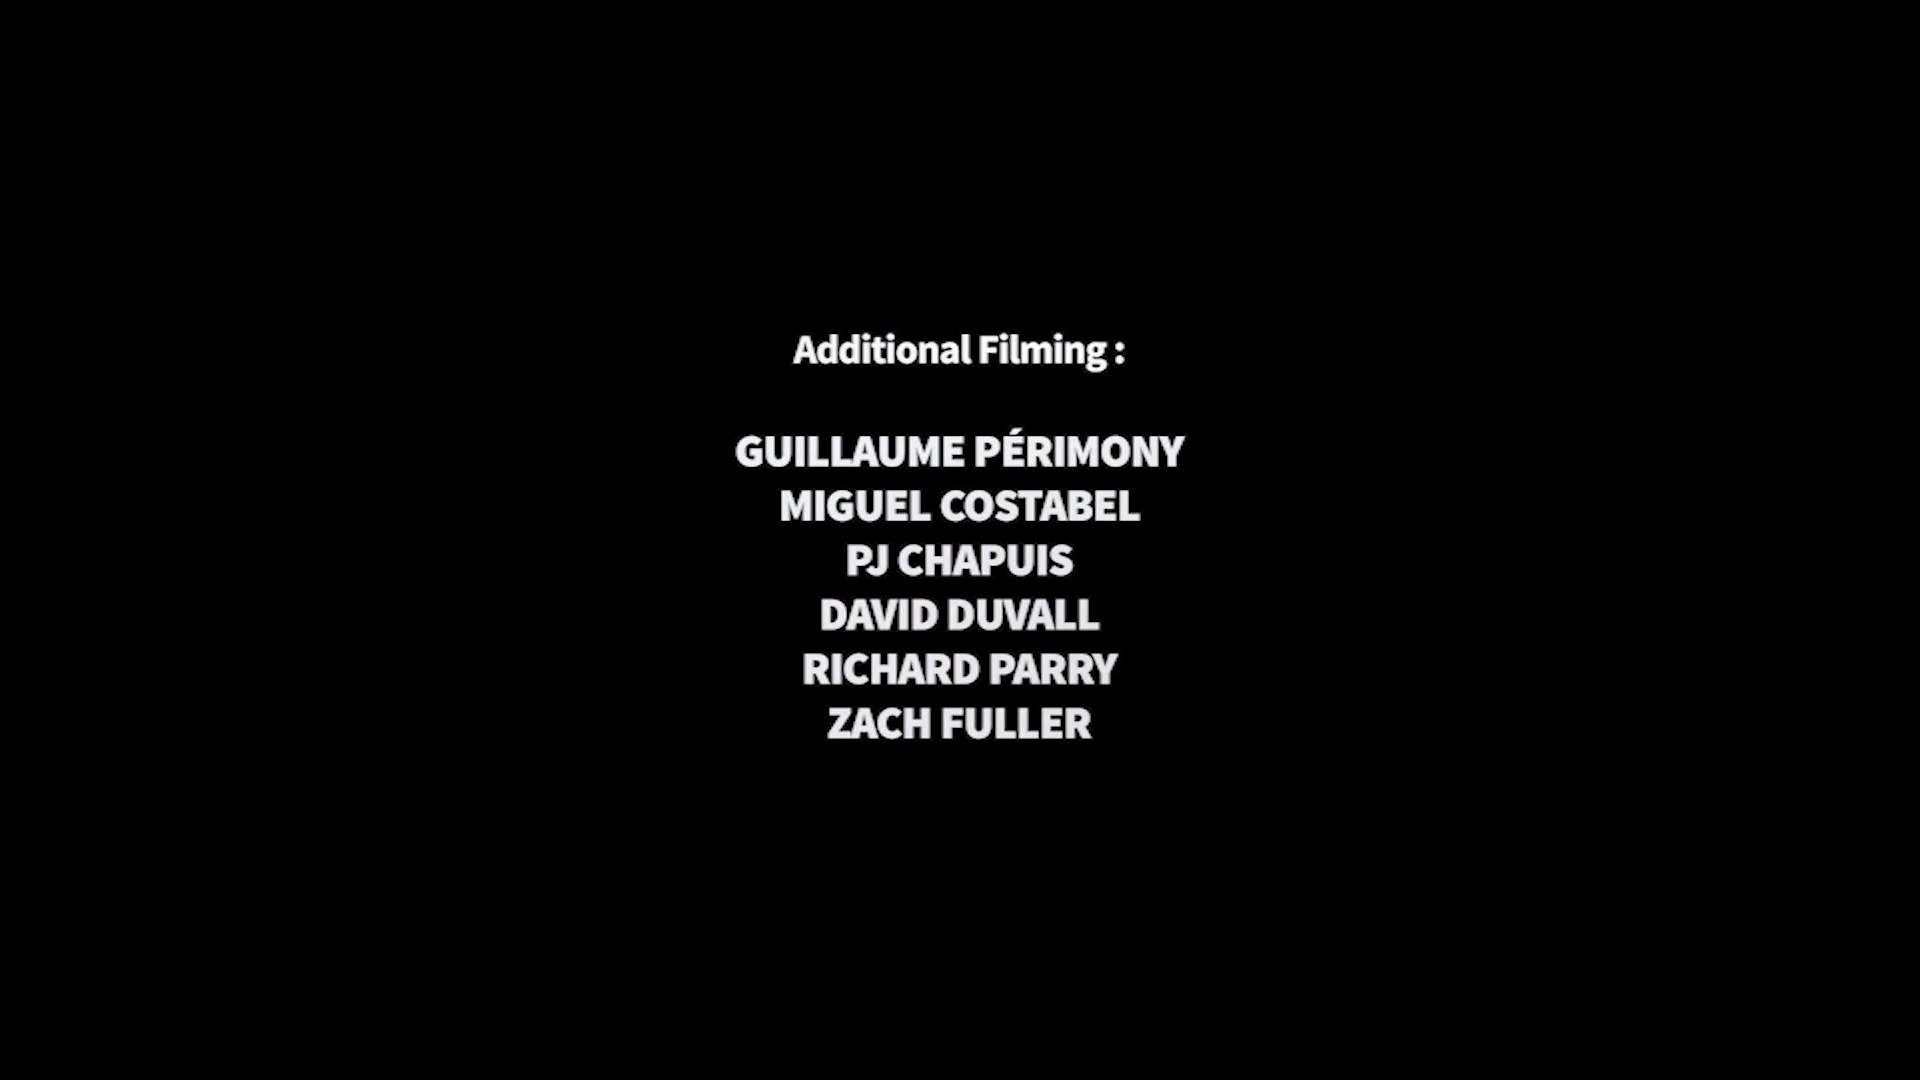 Additional Filming :
GUILLAUME PÉRIMONY
MIGUEL COSTABEL
PJ CHAPUIS
DAVID DUVALL
RICHARD PARRY
ZACH FULLER